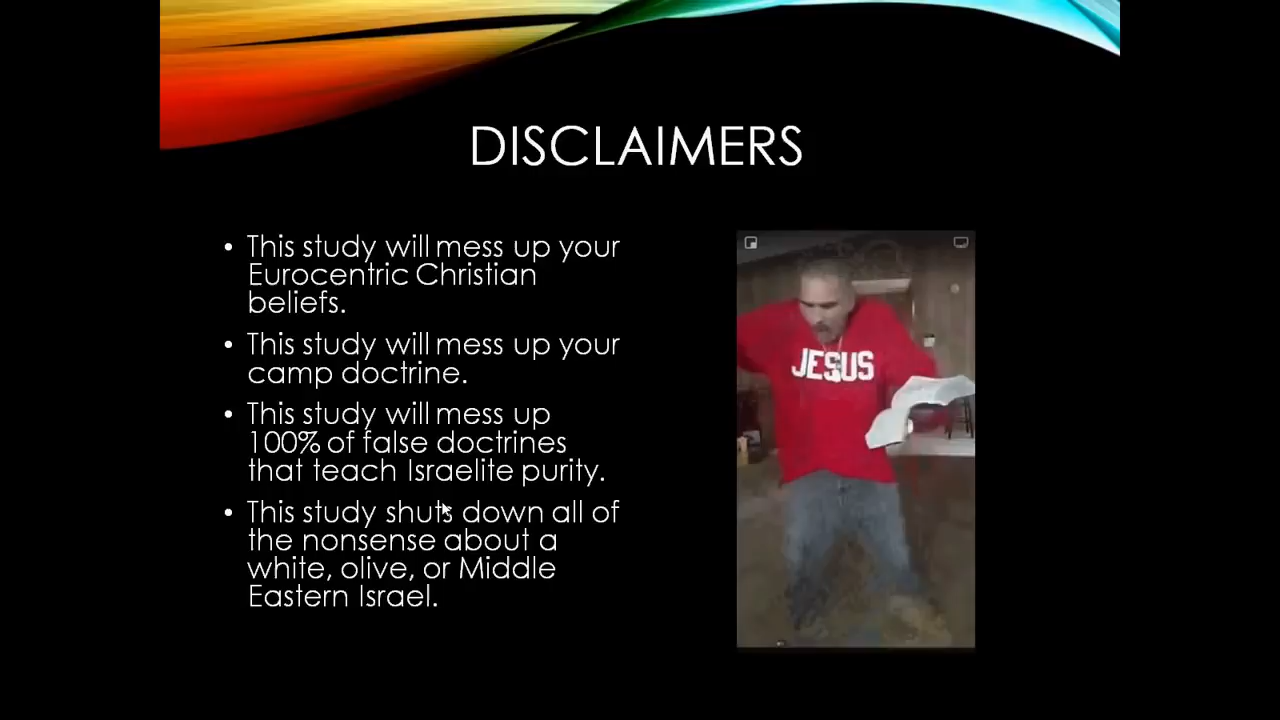 DISCLAIMERS
• This study will mess up your
Eurocentric Christian
beliefs.
• This study will mess up your
camp doctrine.
• This study will mess up
100% of false doctrines
that teach Israelite purity.
• This study shuts down all of
the nonsense about a
white, olive, or Middle
Eastern Israel.
JESUS